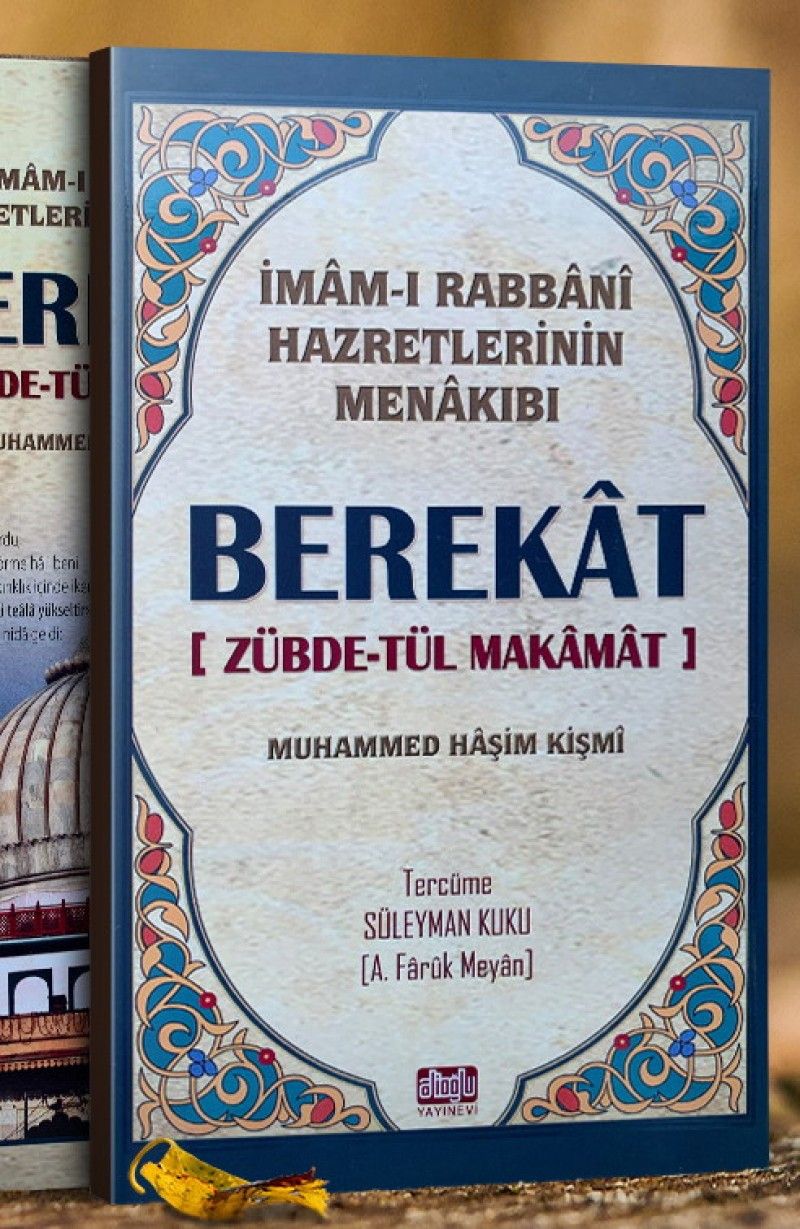 İMÂM-I RABBÂNÎ
HAZRETLERİNİN
MENÂKIBI
BEREKÂT
[ ZÜBDE-TÜL MAKÂMÂT ]
MUHAMMED HÂŞİM KİŞMÎ
Tercüme
SÜLEYMAN KUKU
[A. Fârûk Meyân]
alioğlu
YAYINEVİ